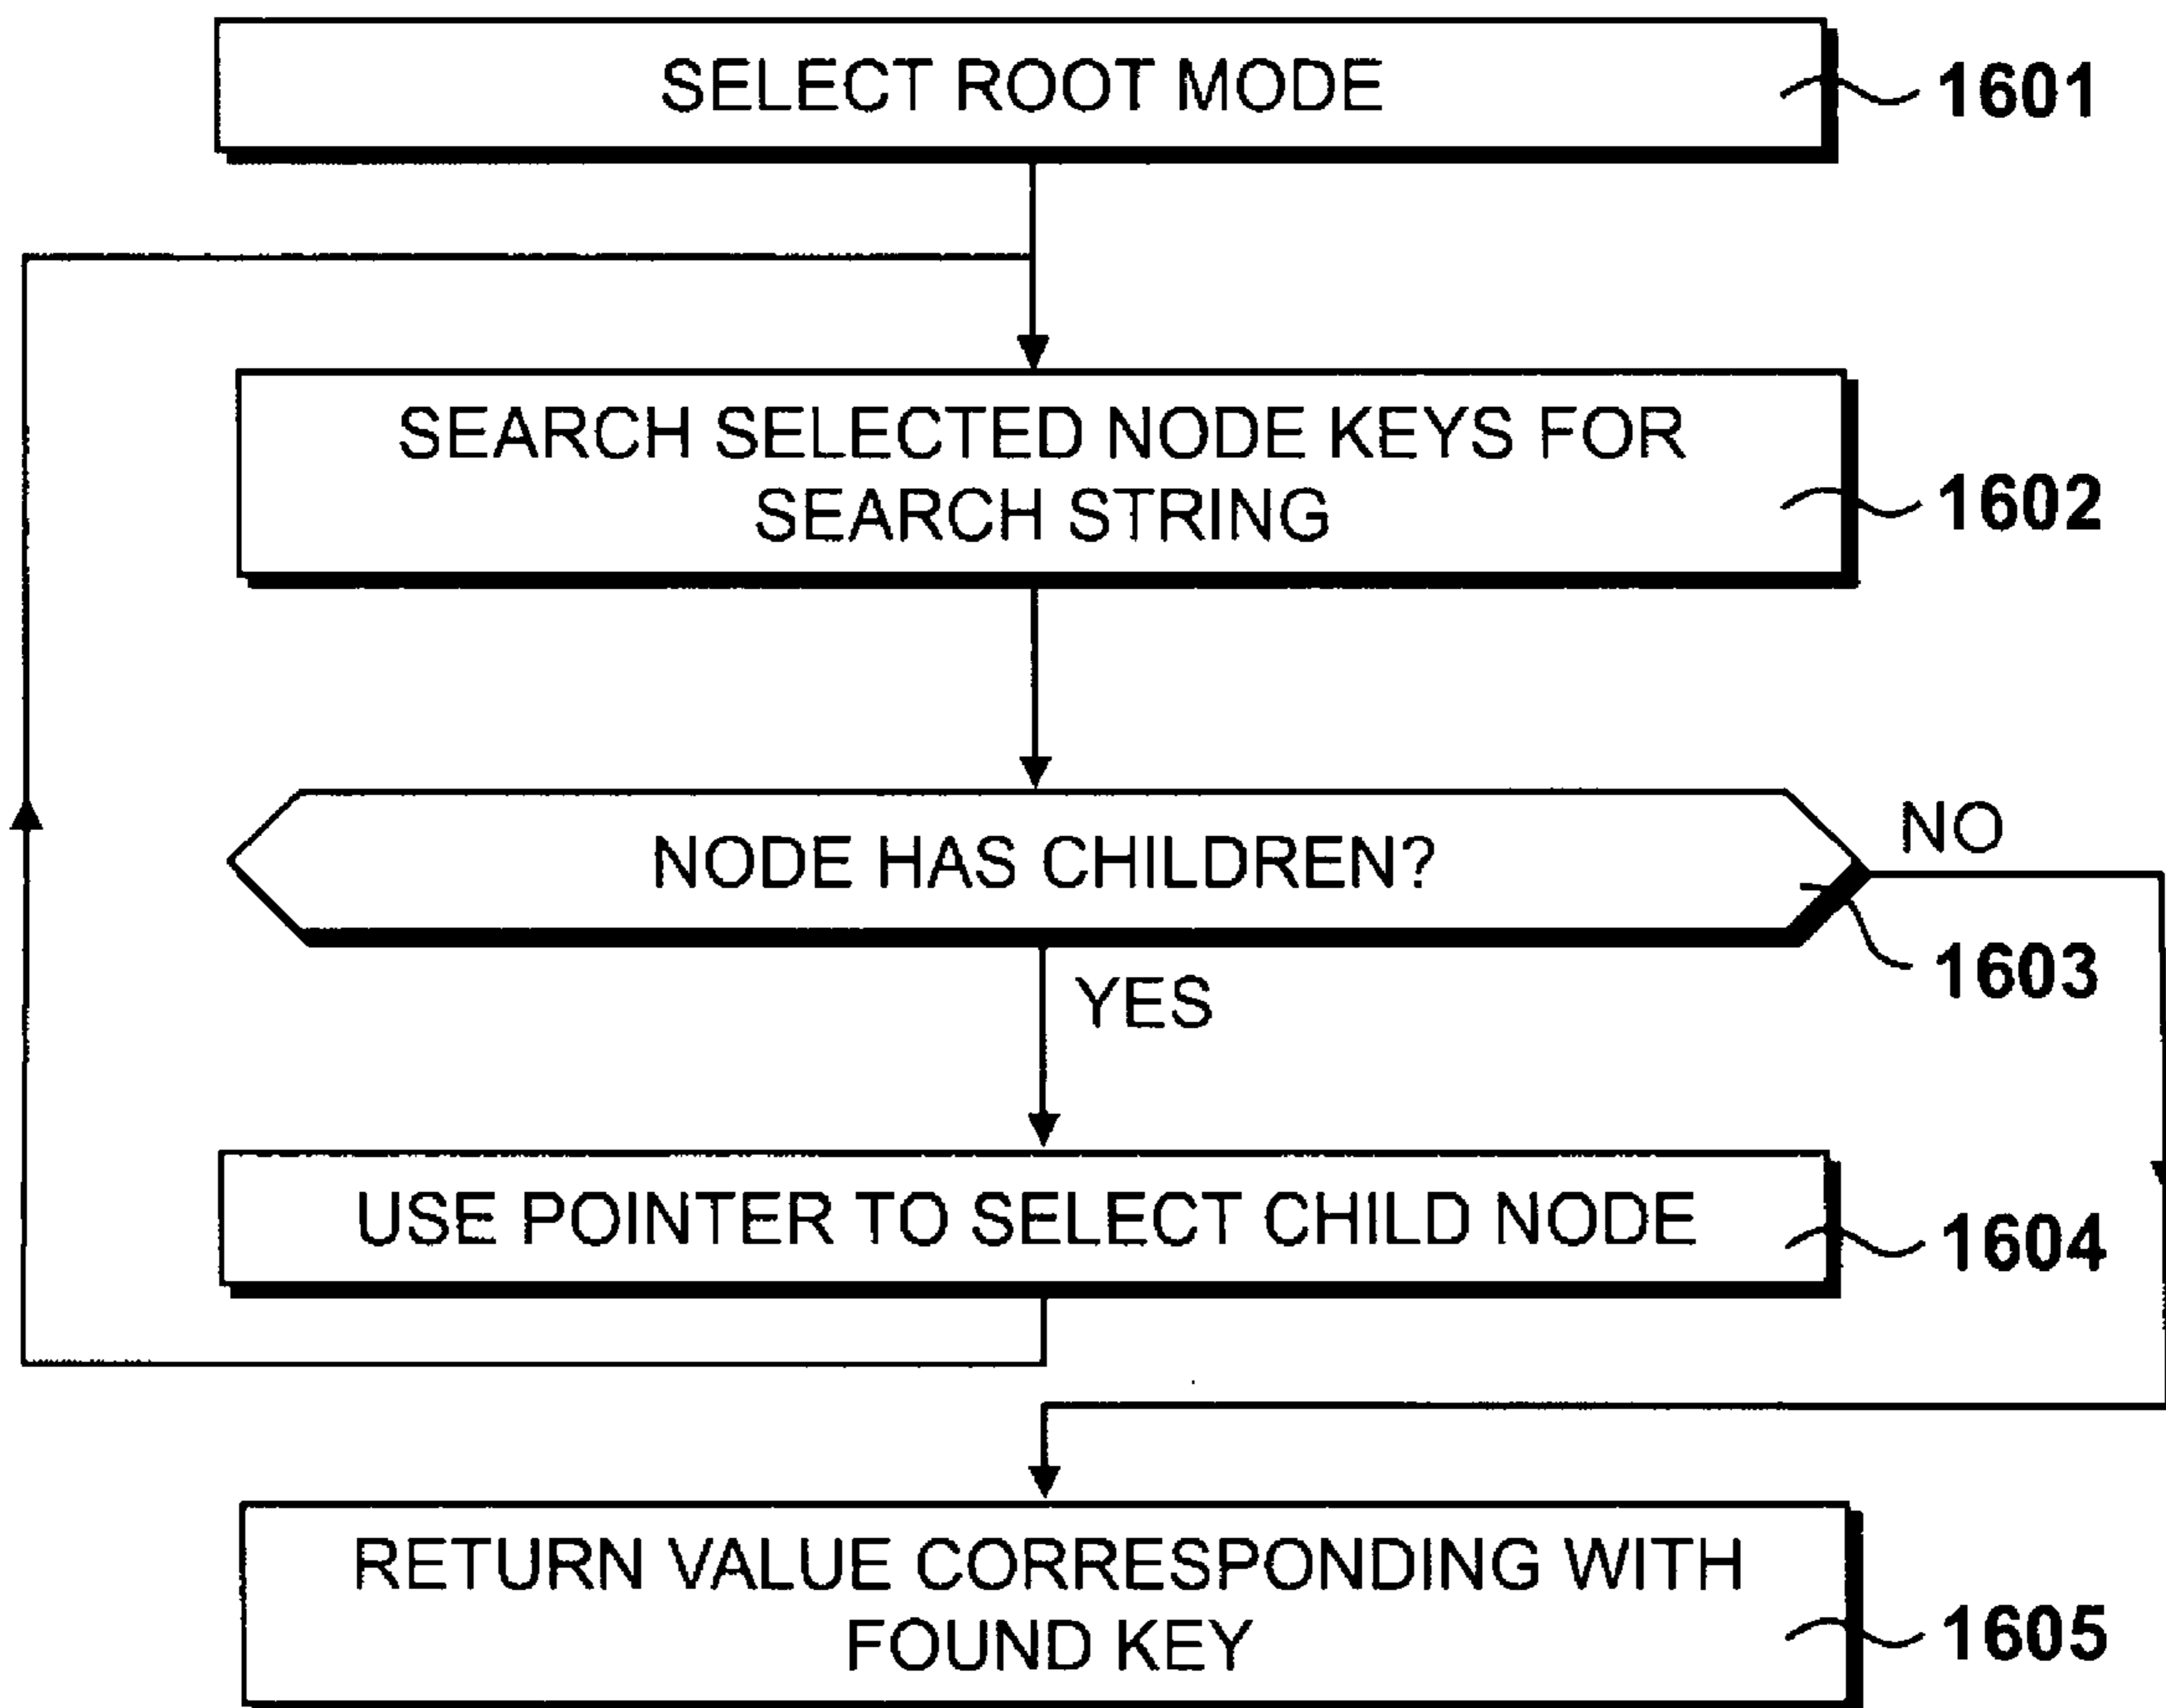 SELECT ROOT MODE
1601
SEARCH SELECTED NODE KEYS FOR
SEARCH STRING
1602
NODE HAS CHILDREN?
NO
1603
YES
USE POINTER TO SELECT CHILD NODE
1604
RETURN VALUE CORRESPONDING WITH
FOUND KEY
1605